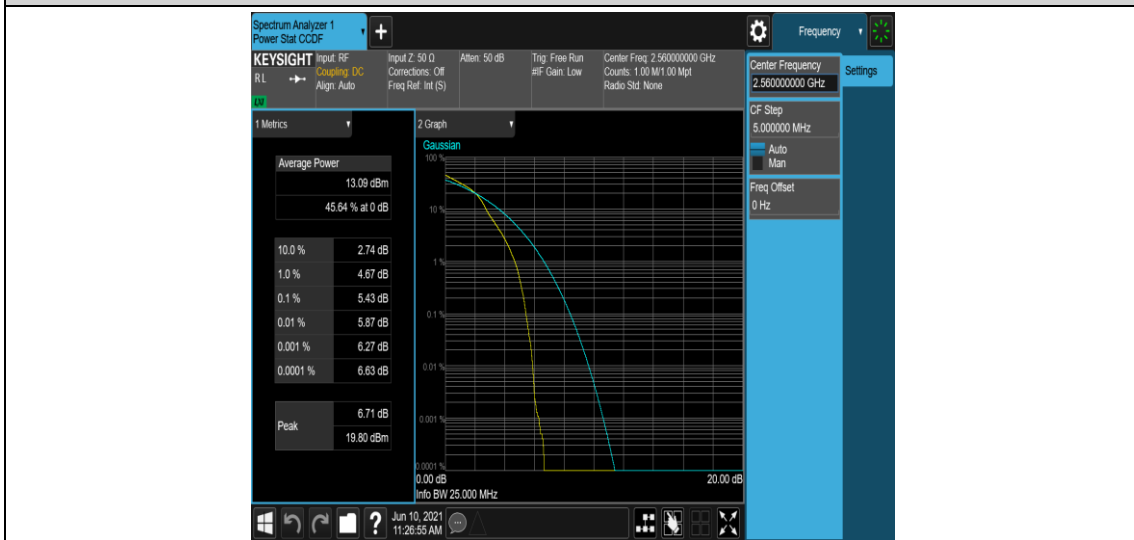 Spectrum Analyzer 1
Power Stat CCDF
+
Frequency
KEYSIGHT
RL
Input: RF
Coupling: DC
Align: Auto
Input Z: 50 Ω
Corrections: Off
Freq Ref: Int (S)
Atten: 50 dB
Trig: Free Run
#IF Gain: Low
Center Freq: 2.560000000 GHz
Counts: 1.00 M/1.00 Mpt
Radio Std: None
Center Frequency
2.560000000 GHz
Settings
CF Step
5.000000 MHz
Auto
Man
Freq Offset
0 Hz
1 Metrics
Average Power
13.09 dBm
45.64 % at 0 dB
10.0 % 2.74 dB
1.0 % 4.67 dB
0.1 % 5.43 dB
0.01 % 5.87 dB
0.001 % 6.27 dB
0.0001 % 6.63 dB
Peak
6.71 dB
19.80 dBm
2 Graph
Gaussian
100 %
10 %
1 %
0.1 %
0.01 %
0.001 %
0.0001 %
0.00 dB 20.00 dB
Info BW 25.000 MHz
?
Jun 10, 2021
11:26:55 AM